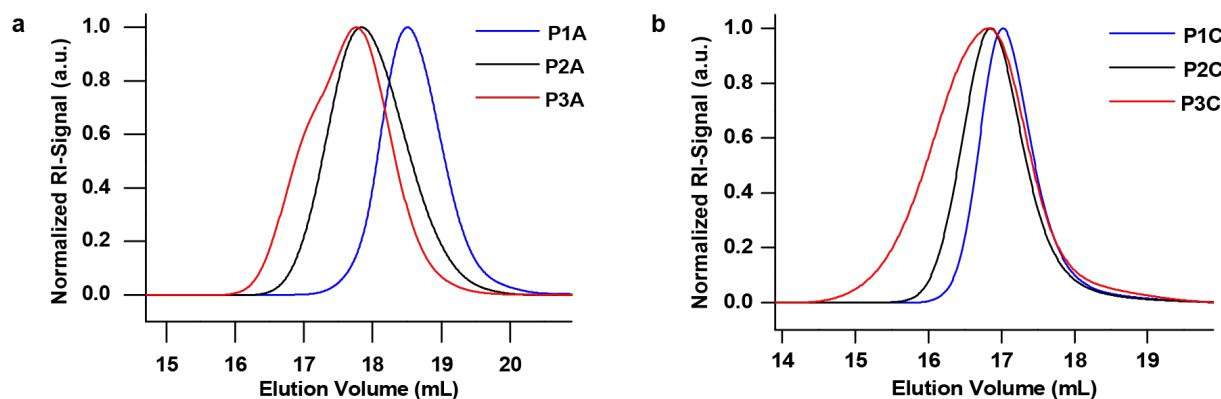 a
Normalized RI-Signal (a.u.)
1.0
0.8
0.6
0.4
0.2
0.0
P1A
P2A
P3A
15 16 17 18 19 20
Elution Volume (mL)
b
Normalized RI-Signal (a.u.)
1.0
0.8
0.6
0.4
0.2
0.0
P1C
P2C
P3C
14 15 16 17 18 19
Elution Volume (mL)